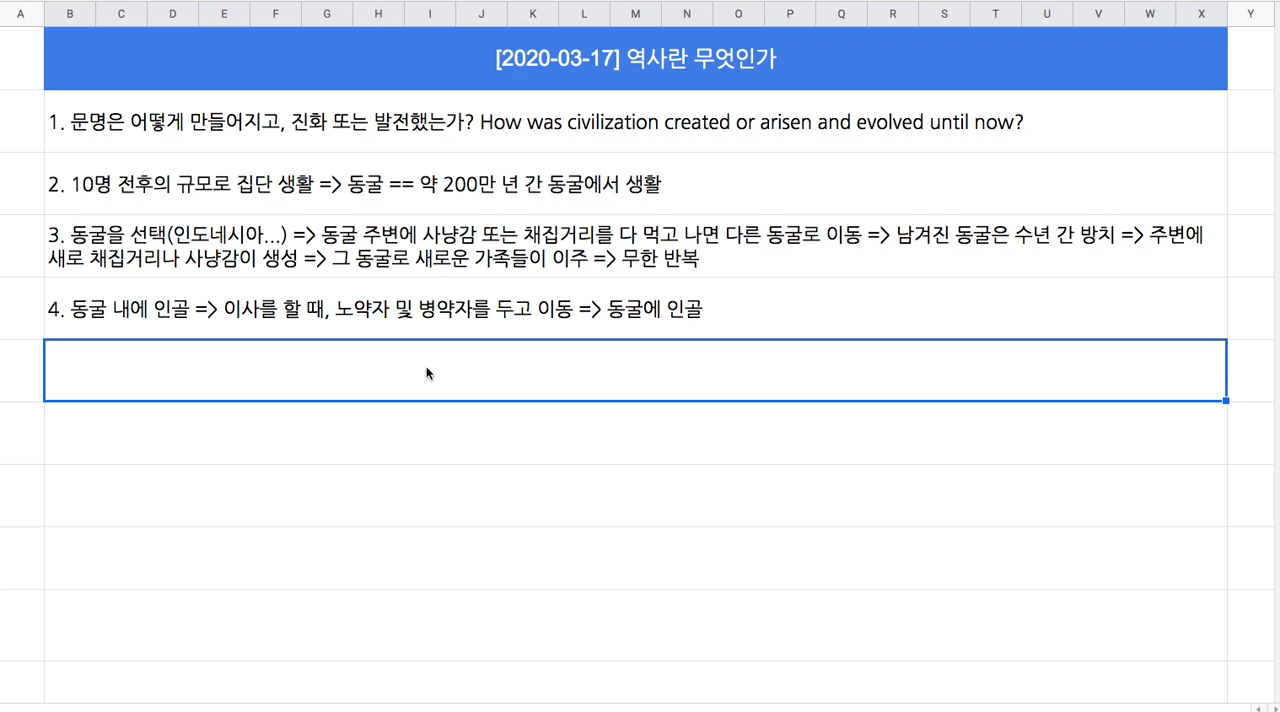 A B C D E F G H I J K L M N O P Q R S T U V W X Y
[2020-03-17] 역사란 무엇인가
1. 문명은 어떻게 만들어지고, 진화 또는 발전했는가? How was civilization created or arisen and evolved until now?
2. 10명 전후의 규모로 집단 생활 => 동굴 == 약 200만 년 간 동굴에서 생활
3. 동굴을 선택(인도네시아...) => 동굴 주변에 사냥감 또는 채집거리를 다 먹고 나면 다른 동굴로 이동 => 남겨진 동굴은 수년 간 방치 => 주변에
새로 채집거리나 사냥감이 생성 => 그 동굴로 새로운 가족들이 이주 => 무한 반복
4. 동굴 내에 인골 => 이사를 할 때, 노약자 및 병약자를 두고 이동 => 동굴에 인골